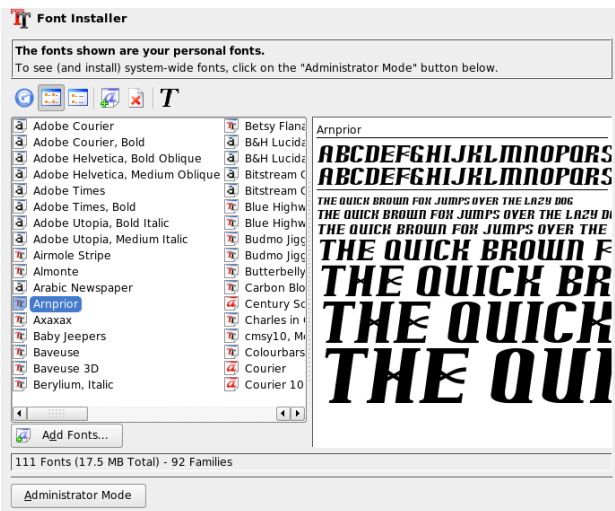 Font Installer
The fonts shown are your personal fonts.
To see (and install) system-wide fonts, click on the "Administrator Mode" button below.
Adobe Courier
Adobe Courier, Bold
Adobe Helvetica, Bold Oblique
Adobe Helvetica, Medium Oblique
Adobe Times
Adobe Times, Bold
Adobe Utopia, Bold Italic
Adobe Utopia, Medium Italic
Airmole Stripe
Almonte
Arabic Newspaper
Arnprior
Axaxax
Baby Jeepers
Baveuse
Baveuse 3D
Berylium, Italic
Betsy Flana
B&H Lucida
B&H Lucida
Bitstream C
Bitstream C
Blue Highw
Blue Highw
Budmo Jigg
Budmo Jigg
Butterbelly
Carbon Blo
Century Sc
Charles in
cmsy10, Me
Colourbars
Courier
Courier 10
Arnprior
ABCDEFGHIJKLMNOPQRS
ABCDEFGHIJKLMNOPQRS
THE QUICK BROWN FOX JUMPS OVER THE LAZY DOG
THE QUICK BROWN FOX JUMPS OVER THE LAZY DO
THE QUICK BROWN FOX JUMPS OVER THE
THE QUICK BROWN F
THE QUICK BR
THE QUICK
THE QUI
Add Fonts...
111 Fonts (17.5 MB Total) - 92 Families
Administrator Mode